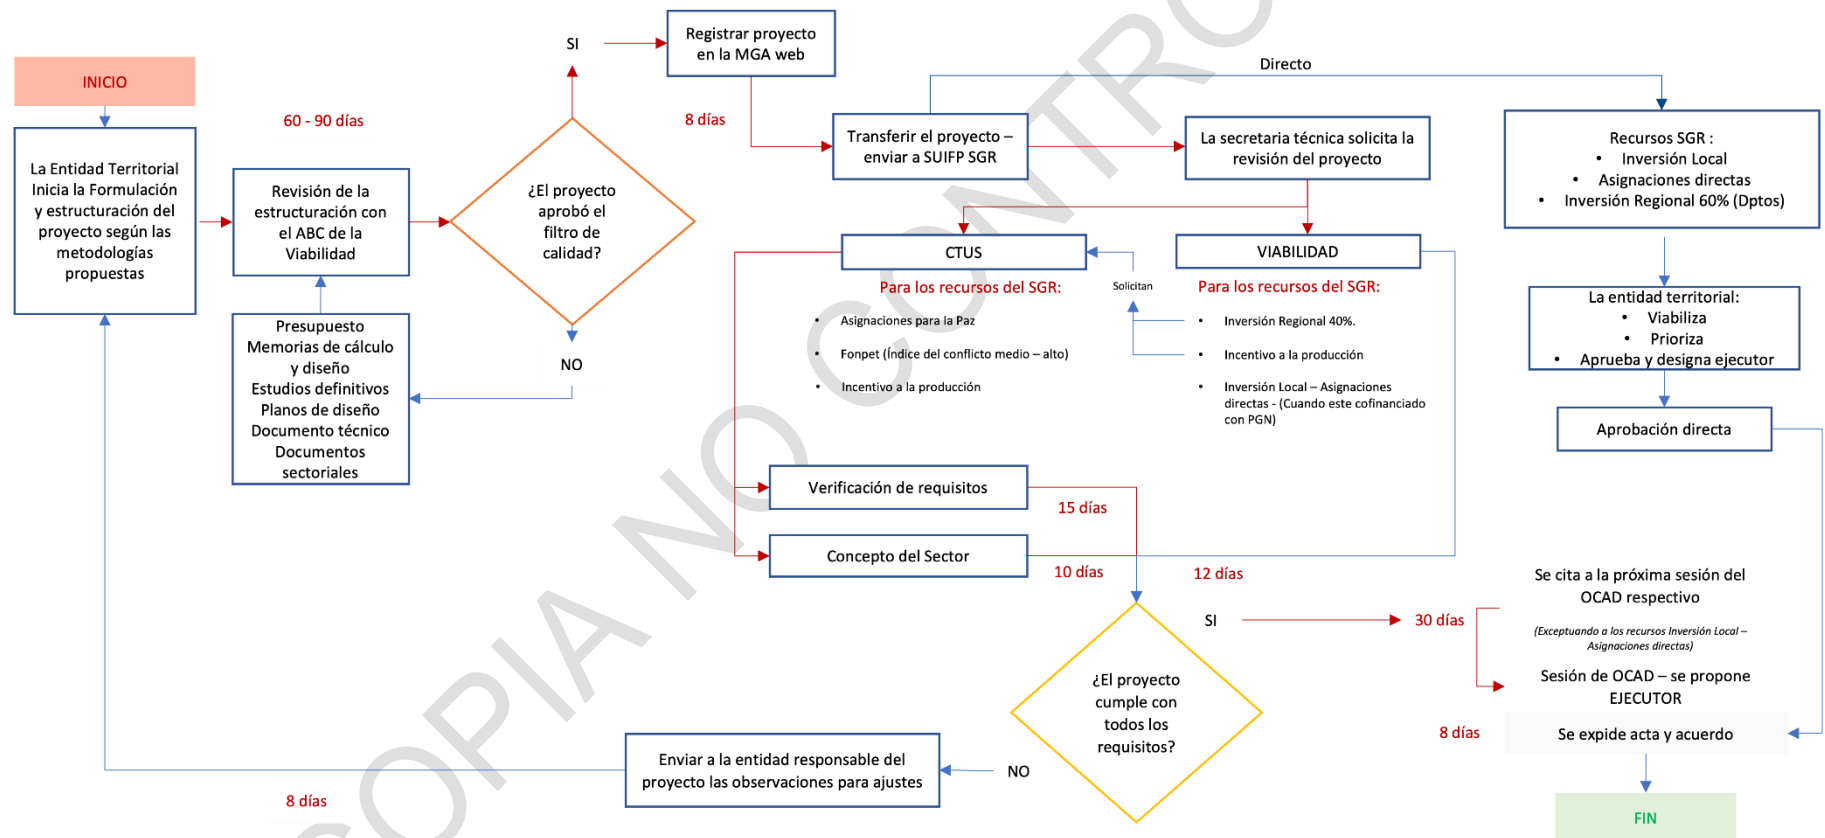 INICIO
La Entidad Territorial
Inicia la Formulación
y estructuración del
proyecto según las
metodologías
propuestas
60 - 90 días
Revisión de la
estructuración con
el ABC de la
Viabilidad
Presupuesto
Memorias de cálculo
y diseño
Estudios definitivos
Planos de diseño
Documento técnico
Documentos
sectoriales
¿El proyecto
aprobó el
filtro de
calidad?
SI
NO
Registrar proyecto
en la MGA web
8 días
Transferir el proyecto –
enviar a SUIFP SGR
La secretaria técnica solicita la
revisión del proyecto
Directo
Recursos SGR :
• Inversión Local
• Asignaciones directas
• Inversión Regional 60% (Dptos)
La entidad territorial:
• Viabiliza
• Prioriza
• Aprueba y designa ejecutor
Aprobación directa
CTUS
Para los recursos del SGR:
• Asignaciones para la Paz
• Fonpet (Índice del conflicto medio – alto)
• Incentivo a la producción
Solicitan
VIABILIDAD
Para los recursos del SGR:
• Inversión Regional 40%.
• Incentivo a la producción
• Inversión Local – Asignaciones
directas - (Cuando este cofinanciado
con PGN)
Verificación de requisitos
15 días
Concepto del Sector
10 días
12 días
¿El proyecto
cumple con
todos los
requisitos?
SI
30 días
Se cita a la próxima sesión del
OCAD respectivo
(Exceptuando a los recursos Inversión Local –
Asignaciones directas)
Sesión de OCAD – se propone
EJECUTOR
8 días
Se expide acta y acuerdo
FIN
NO
Enviar a la entidad responsable del
proyecto las observaciones para ajustes
8 días
COPIA NO CONTRO